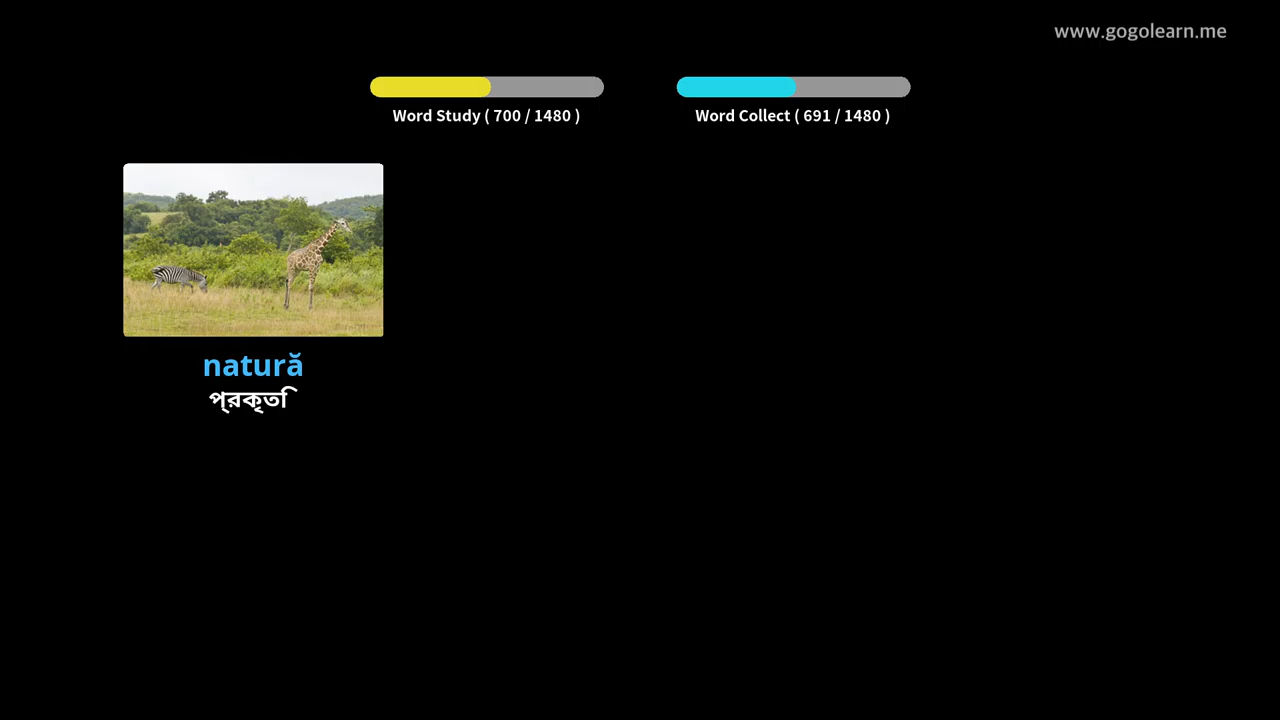 www.gogolearn.me
Word Study ( 700 / 1480 )
Word Collect ( 691 / 1480 )
natură
প্রকৃতি